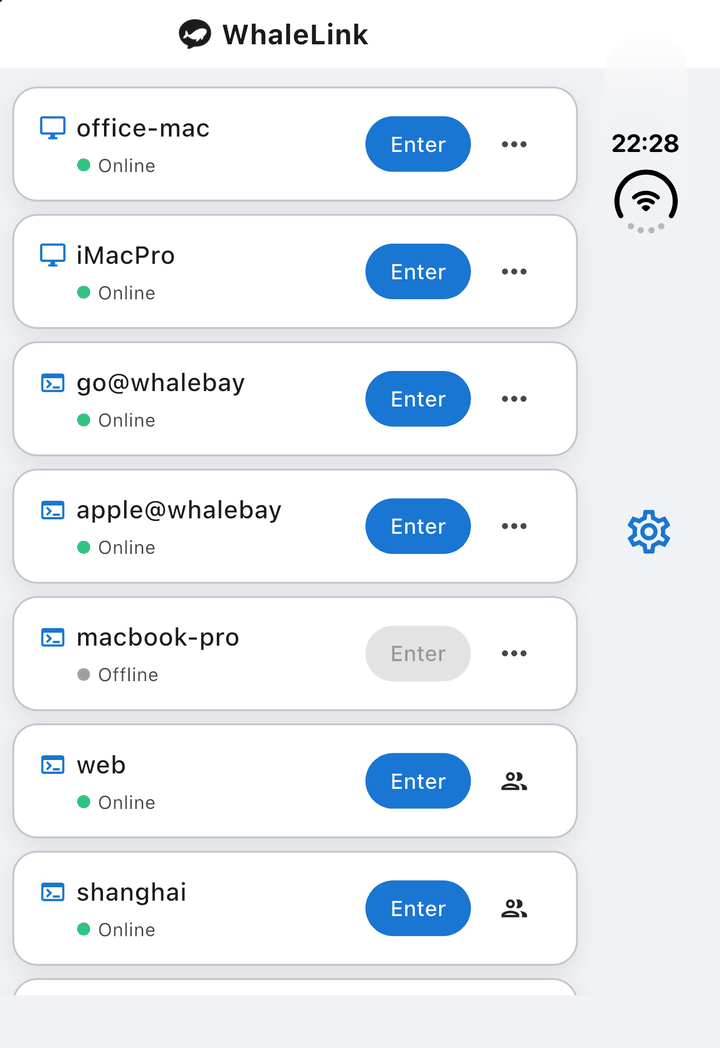 WhaleLink
22:28
office-mac
Online
Enter
iMacPro
Online
Enter
go@whalebay
Online
Enter
apple@whalebay
Online
Enter
macbook-pro
Offline
Enter
web
Online
Enter
shanghai
Online
Enter